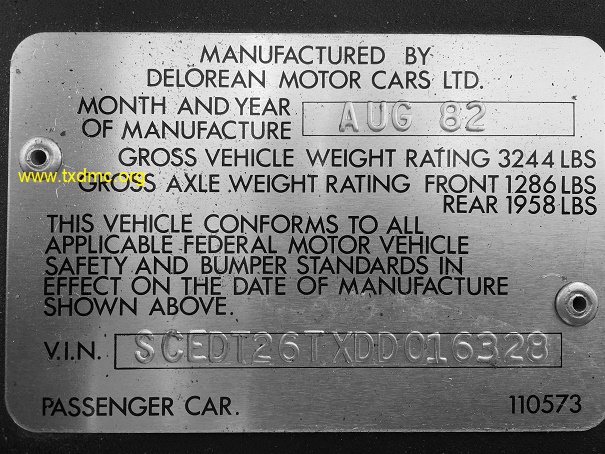 MANUFACTURED BY
DELOREAN MOTOR CARS LTD.
MONTH AND YEAR
OF MANUFACTURE AUG 82
GROSS VEHICLE WEIGHT RATING 3244 LBS
www.txdmc.org
GROSS AXLE WEIGHT RATING FRONT 1286 LBS
REAR 1958 LBS
THIS VEHICLE CONFORMS TO ALL
APPLICABLE FEDERAL MOTOR VEHICLE
SAFETY AND BUMPER STANDARDS IN
EFFECT ON THE DATE OF MANUFACTURE
SHOWN ABOVE.
V.I.N. SCEDT26TXDD016328
PASSENGER CAR. 110573